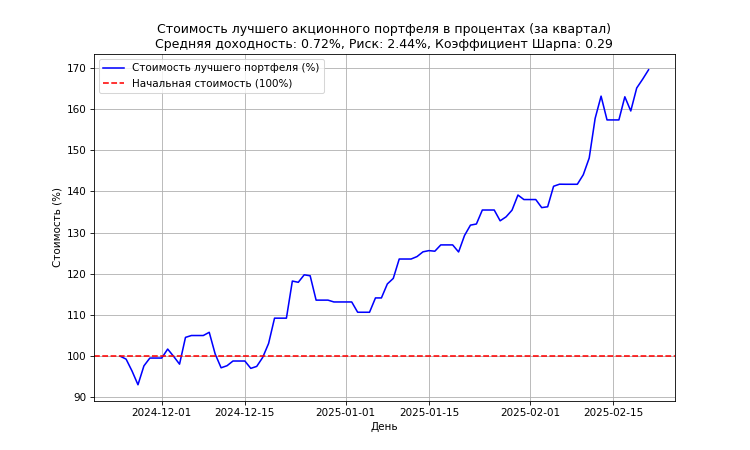 Стоимость лучшего акционного портфеля в процентах (за квартал)
Средняя доходность: 0.72%, Риск: 2.44%, Коэффициент Шарпа: 0.29
Стоимость лучшего портфеля (%)
Начальная стоимость (100%)
Стоимость (%)
170
160
150
140
130
120
110
100
90
2024-12-01
2024-12-15
2025-01-01
2025-01-15
2025-02-01
2025-02-15
День